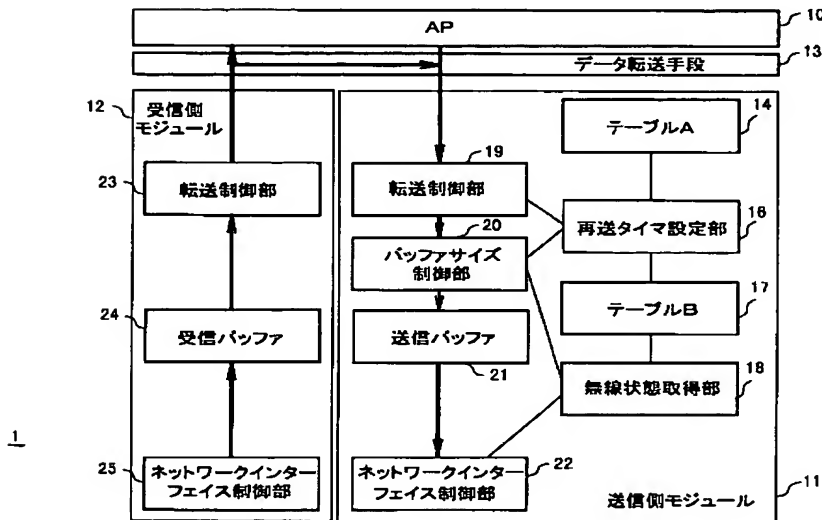 AP
10
データ転送手段
13
12
受信側
モジュール
23
転送制御部
24
受信バッファ
25
ネットワークインター
フェイス制御部
19
転送制御部
20
バッファサイズ
制御部
送信バッファ
21
ネットワークインター
フェイス制御部
22
テーブルA
14
再送タイマ設定部
16
テーブルB
17
無線状態取得部
18
送信側モジュール
11
1